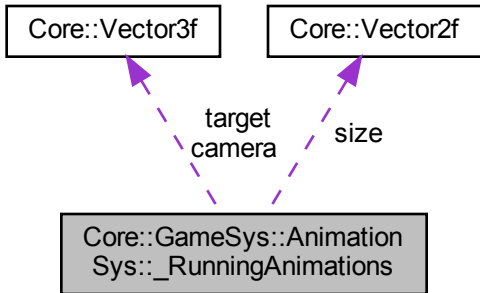 Core::Vector3f
Core::Vector2f
target
camera
size
Core::GameSys::Animation
Sys::_RunningAnimations